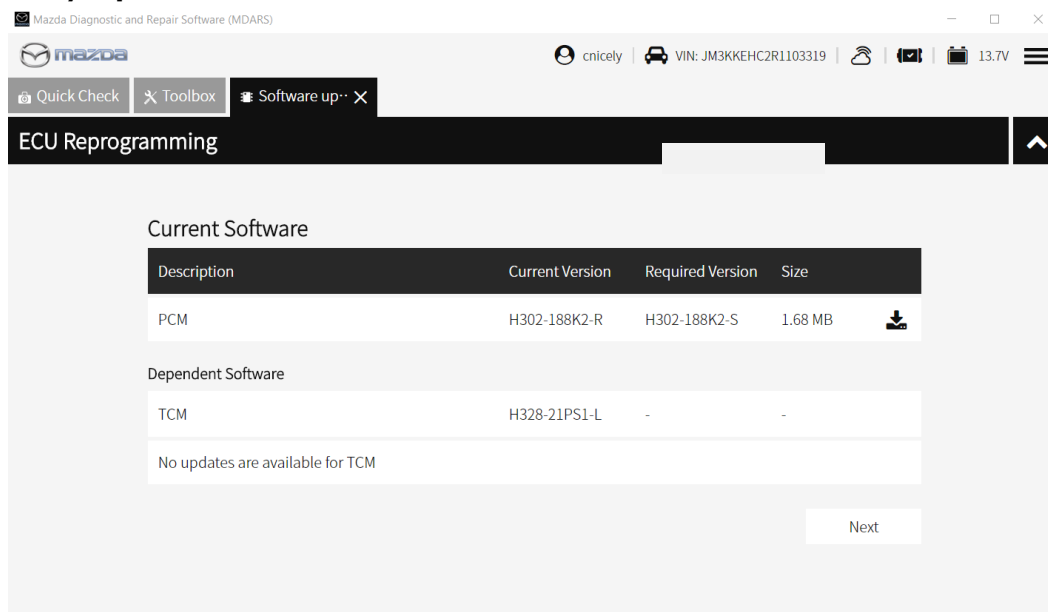 Mazda Diagnostic and Repair Software (MDARS)
mazDa cnicely VIN: JM3KKEHC2R1103319 13.7V
Quick Check Toolbox Software up··
ECU Reprogramming
Current Software
Description Current Version Required Version Size
PCM H302-188K2-R H302-188K2-S 1.68 MB
Dependent Software
TCM H328-21PS1-L - -
No updates are available for TCM
Next